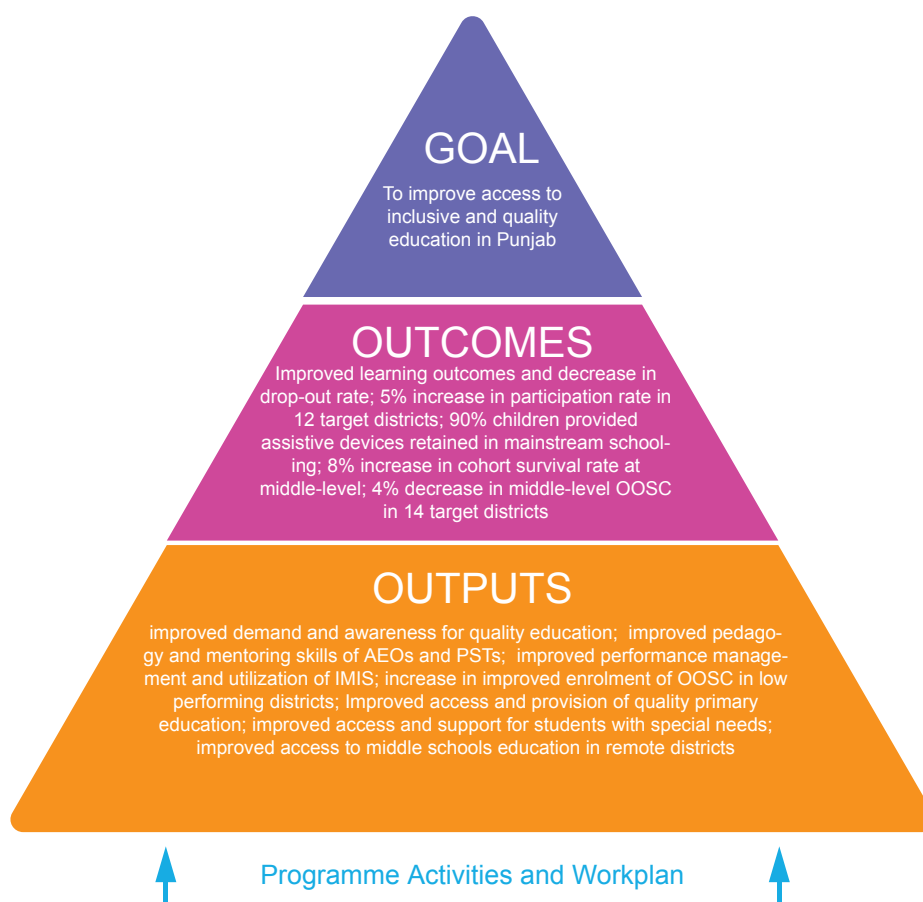 GOAL
To improve access to
inclusive and quality
education in Punjab
OUTCOMES
Improved learning outcomes and decrease in
drop-out rate; 5% increase in participation rate in
12 target districts; 90% children provided
assistive devices retained in mainstream school-
ing; 8% increase in cohort survival rate at
middle-level; 4% decrease in middle-level OOSC
in 14 target districts
OUTPUTS
improved demand and awareness for quality education; improved pedago-
gy and mentoring skills of AEOs and PSTs; improved performance manage-
ment and utilization of IMIS; increase in improved enrolment of OOSC in low
performing districts; Improved access and provision of quality primary
education; improved access and support for students with special needs;
improved access to middle schools education in remote districts
Programme Activities and Workplan